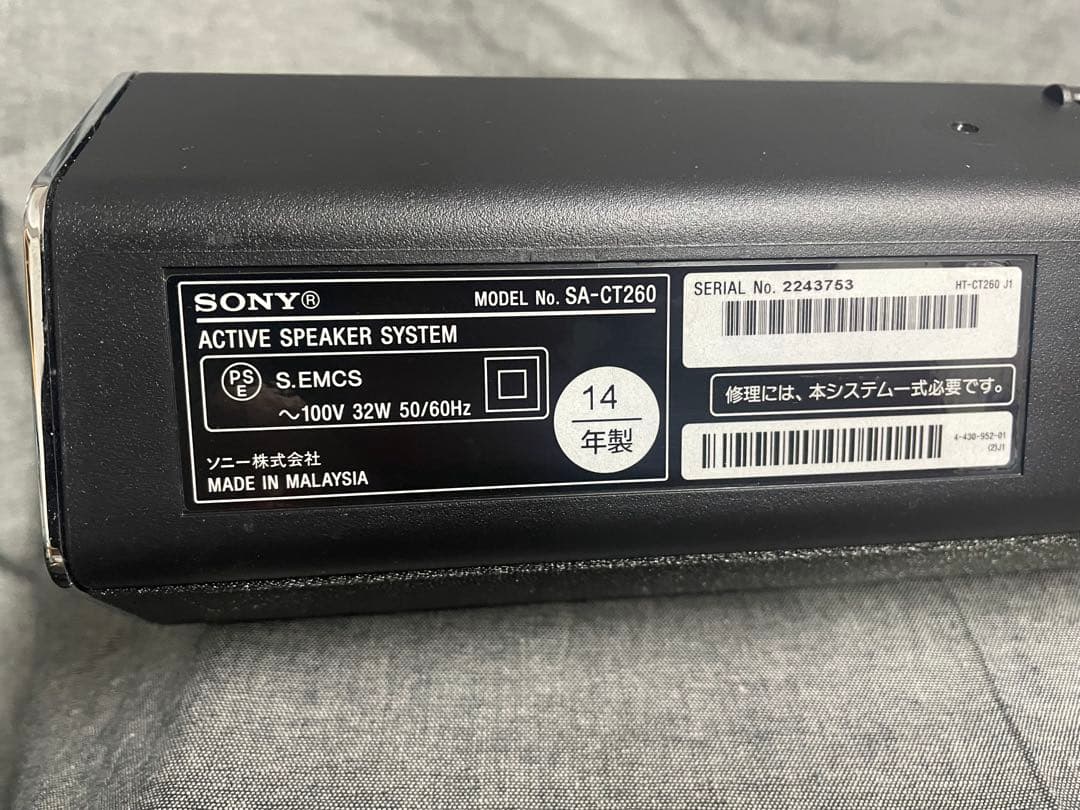 SONY®
MODEL No. SA-CT260
ACTIVE SPEAKER SYSTEM
PSE
S.EMCS
～100V 32W 50/60Hz
14
年製
ソニー株式会社
MADE IN MALAYSIA
SERIAL No. 2243753
HT-CT260 J1
修理には、本システム一式必要です。
4-430-952-01
(2)J1